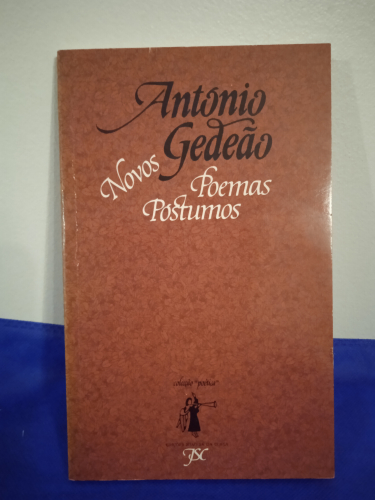 António
Gedeão
Novos
Poemas
Póstumos
colecção "poética"
JSC